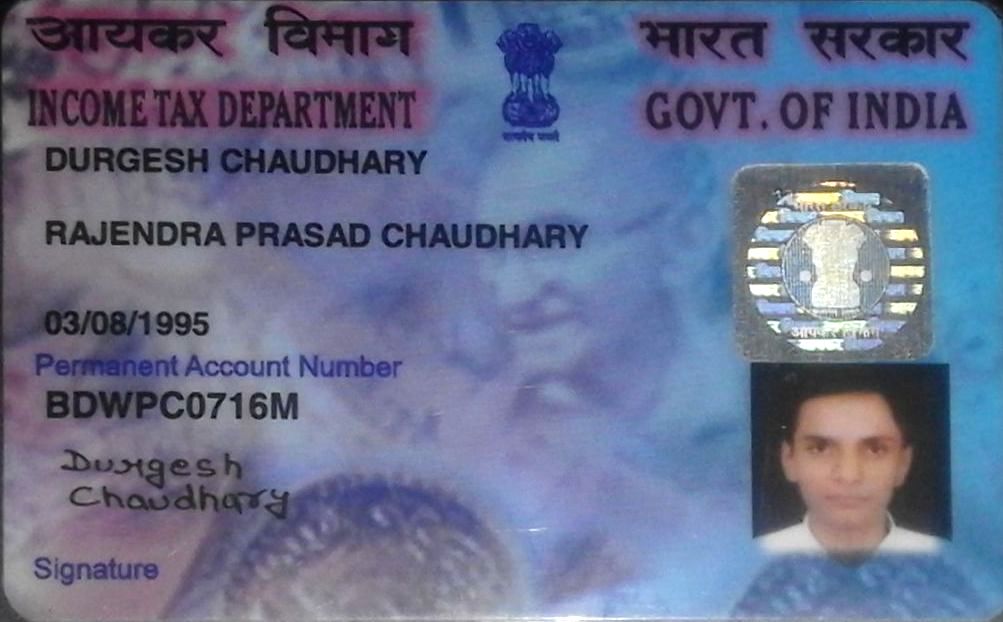 आयकर विभाग
भारत सरकार
INCOME TAX DEPARTMENT
GOVT. OF INDIA
सत्यमेव जयते
DURGESH CHAUDHARY
RAJENDRA PRASAD CHAUDHARY
03/08/1995
Permanent Account Number
BDWPC0716M
Durgesh
Chaudhary
Signature
आयकर विभाग